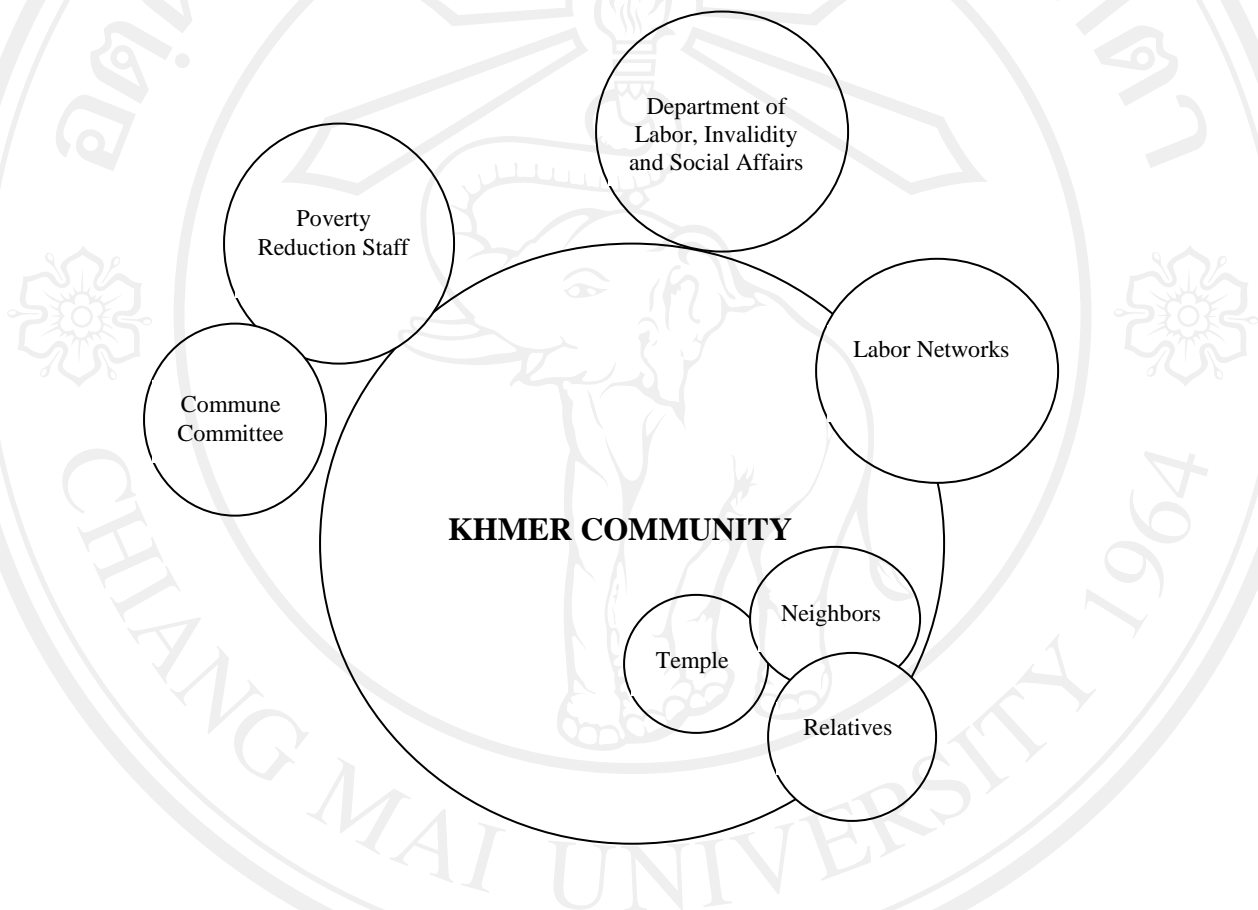 Department of
Labor, Invalidity
and Social Affairs
Poverty
Reduction Staff
Labor Networks
Commune
Committee
KHMER COMMUNITY
Neighbors
Temple
Relatives
CHIANG MAI UNIVERSITY 1964